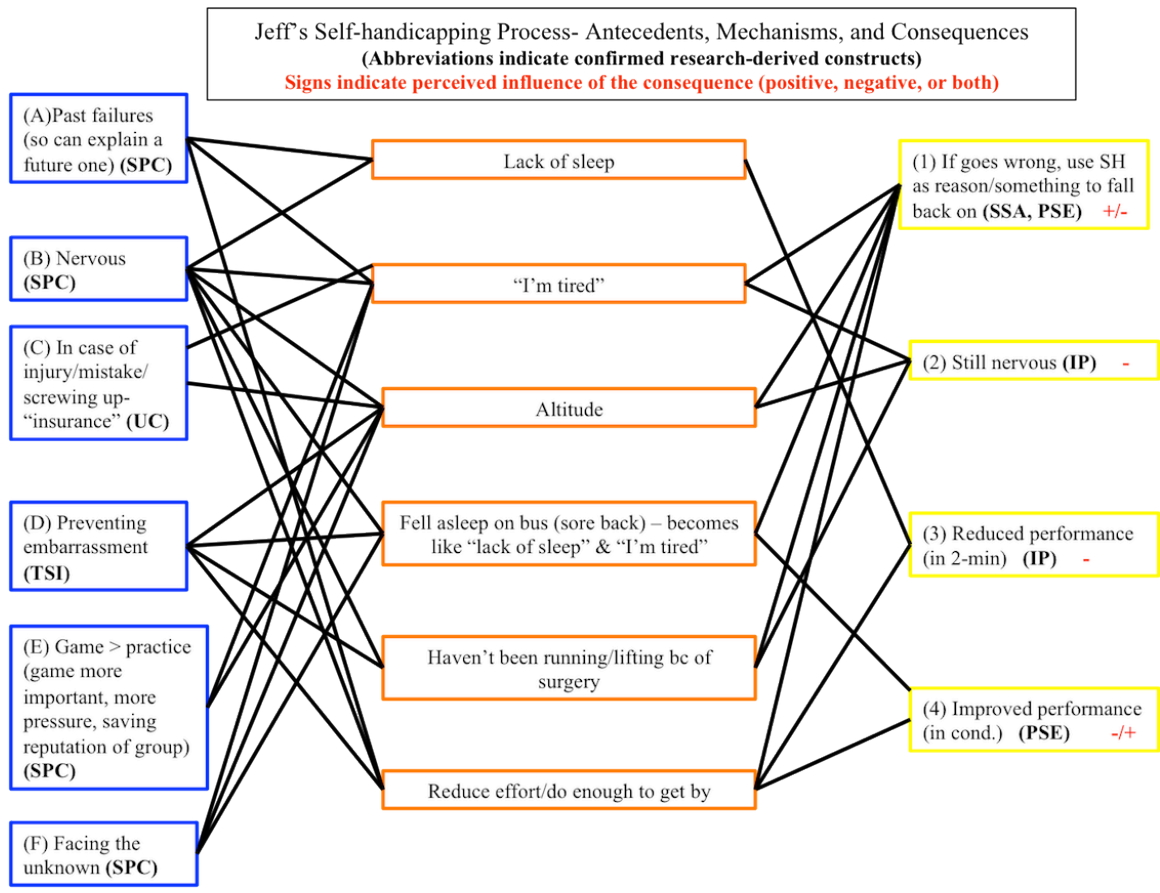 Jeff's Self-handicapping Process- Antecedents, Mechanisms, and Consequences
(Abbreviations indicate confirmed research-derived constructs)
Signs indicate perceived influence of the consequence (positive, negative, or both)
(A)Past failures
(so can explain a
future one) (SPC)
(B) Nervous
(SPC)
(C) In case of
injury/mistake/
screwing up-
“insurance” (UC)
(D) Preventing
embarrassment
(TSI)
(E) Game > practice
(game more
important, more
pressure, saving
reputation of group)
(SPC)
(F) Facing the
unknown (SPC)
Lack of sleep
“I’m tired”
Altitude
Fell asleep on bus (sore back) – becomes
like “lack of sleep” & “I’m tired”
Haven’t been running/lifting bc of
surgery
Reduce effort/do enough to get by
(1) If goes wrong, use SH
as reason/something to fall
back on (SSA, PSE) +/-
(2) Still nervous (IP) -
(3) Reduced performance
(in 2-min) (IP) -
(4) Improved performance
(in cond.) (PSE) -/+